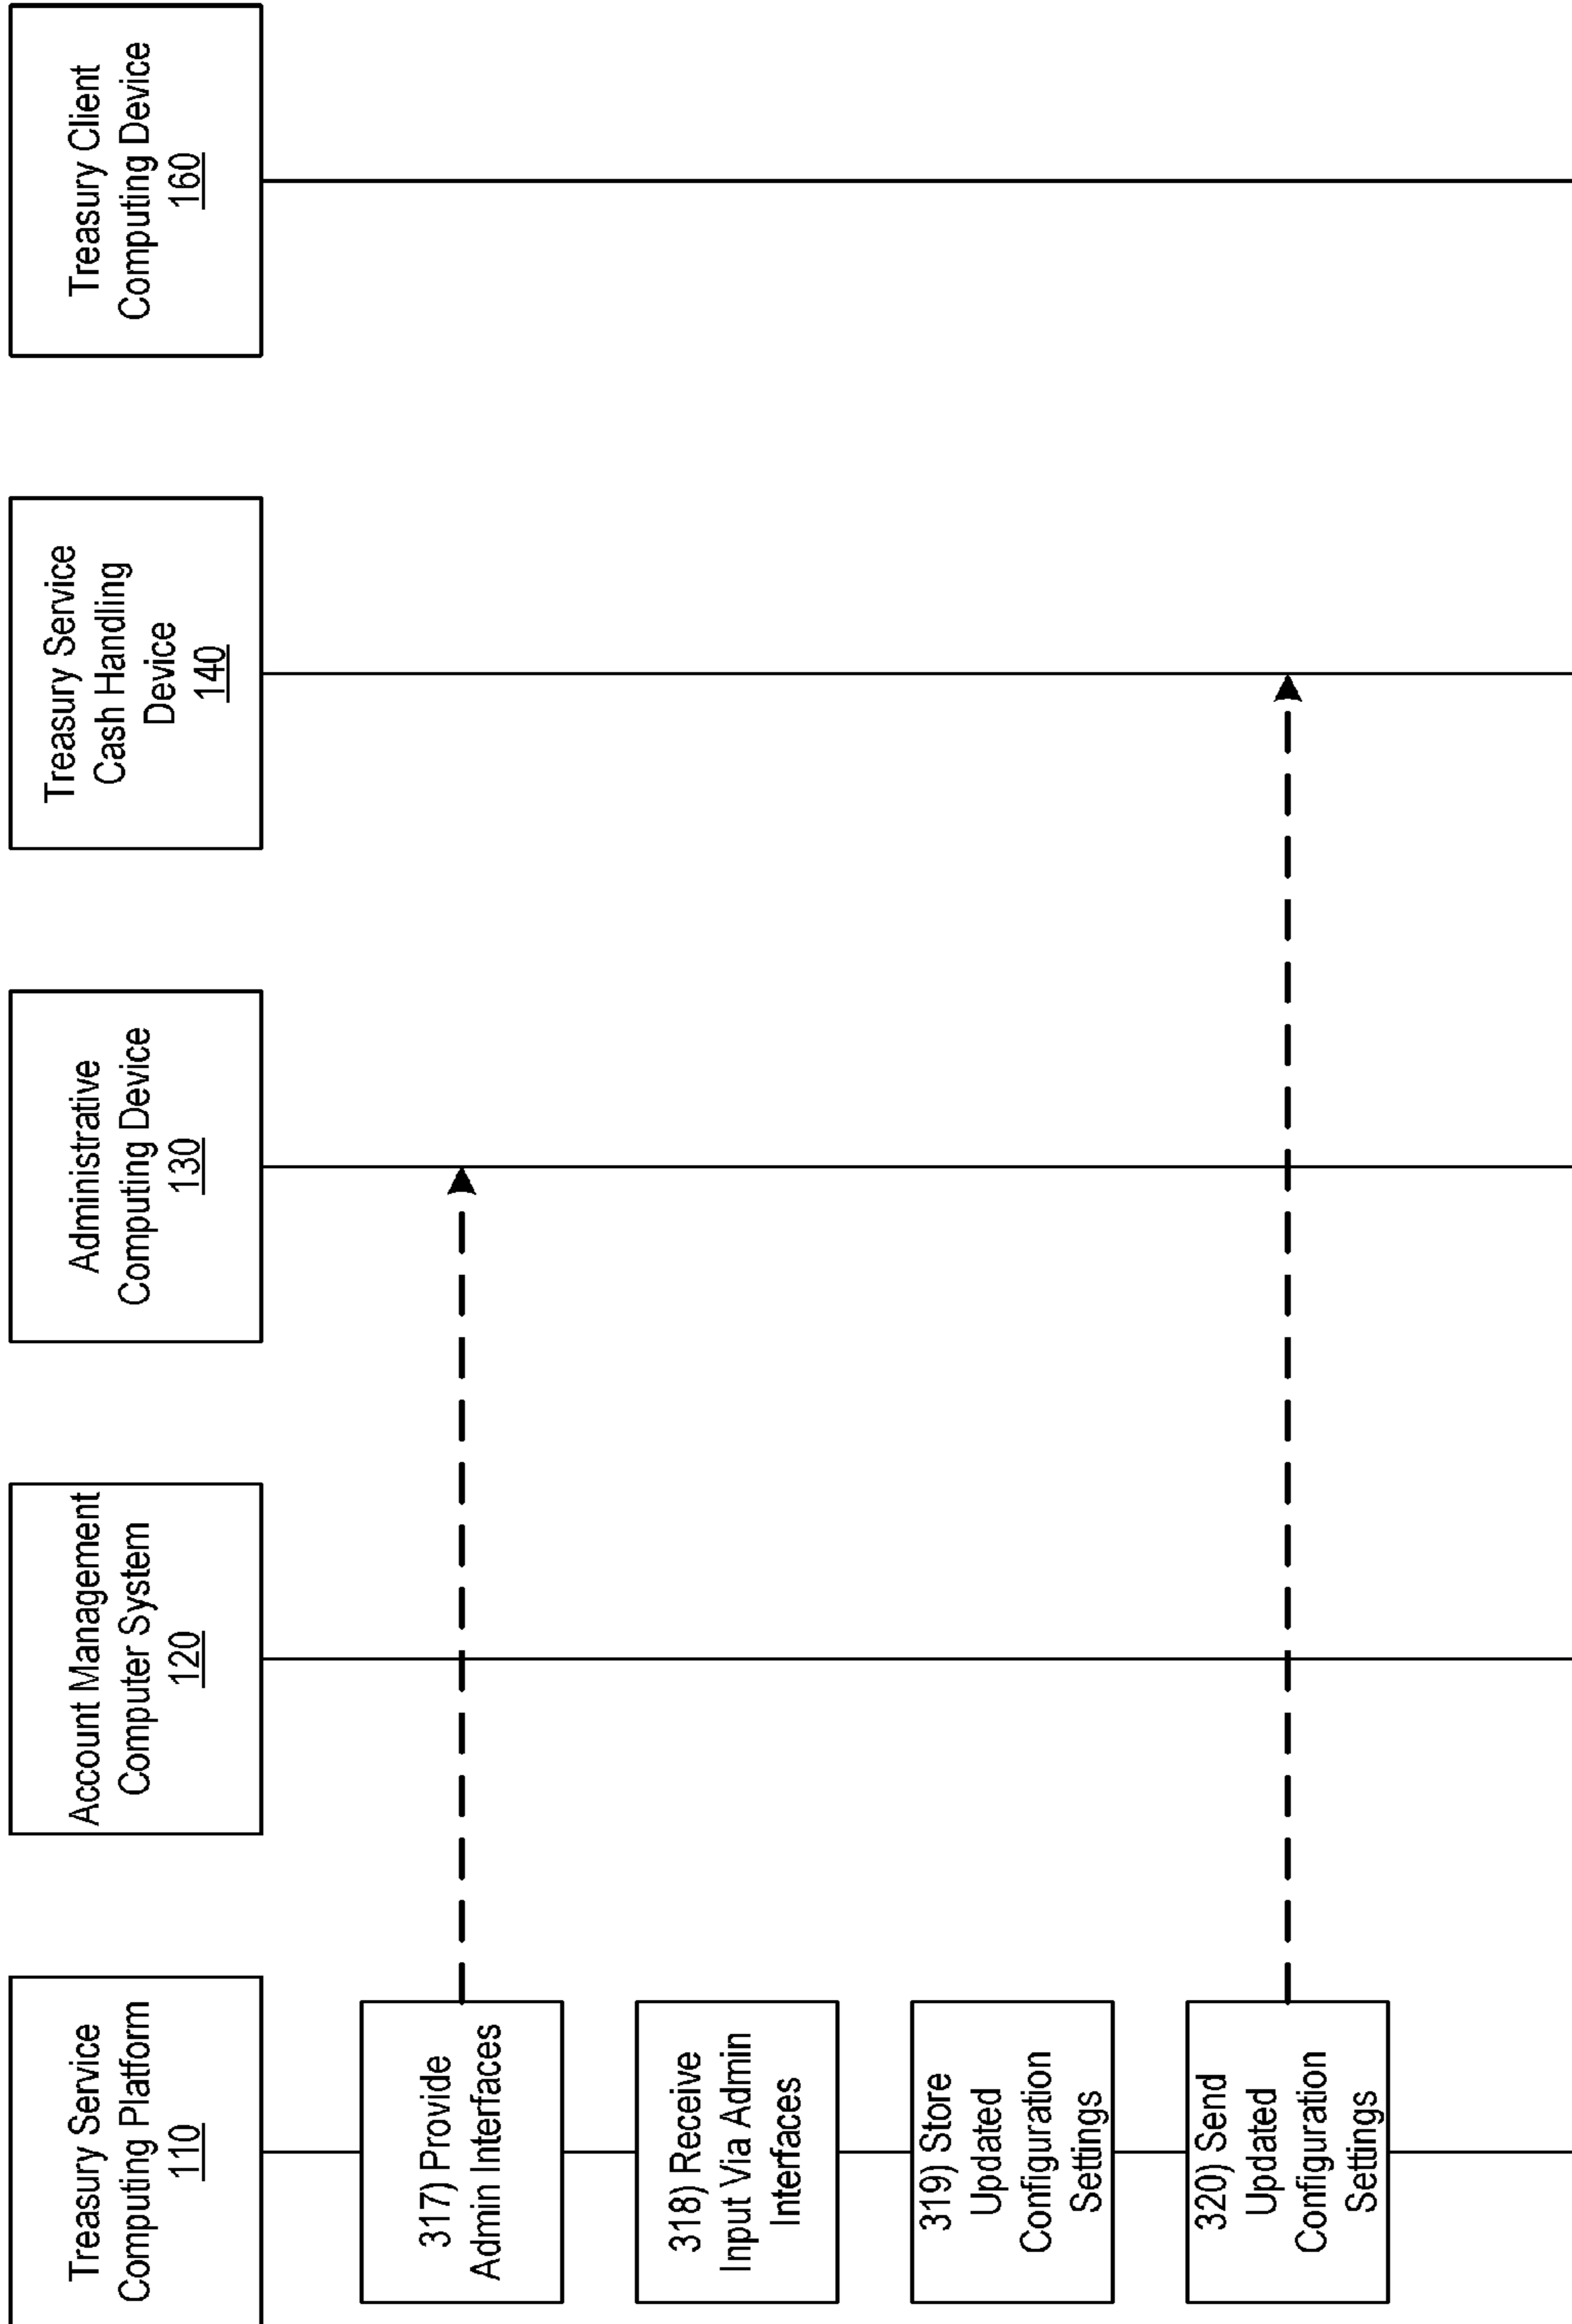 Treasury Service
Computing Platform
110
Account Management
Computer System
120
Administrative
Computing Device
130
Treasury Service
Cash Handling
Device
140
Treasury Client
Computing Device
160
317) Provide
Admin Interfaces
318) Receive
Input Via Admin
Interfaces
319) Store
Updated
Configuration
Settings
320) Send
Updated
Configuration
Settings